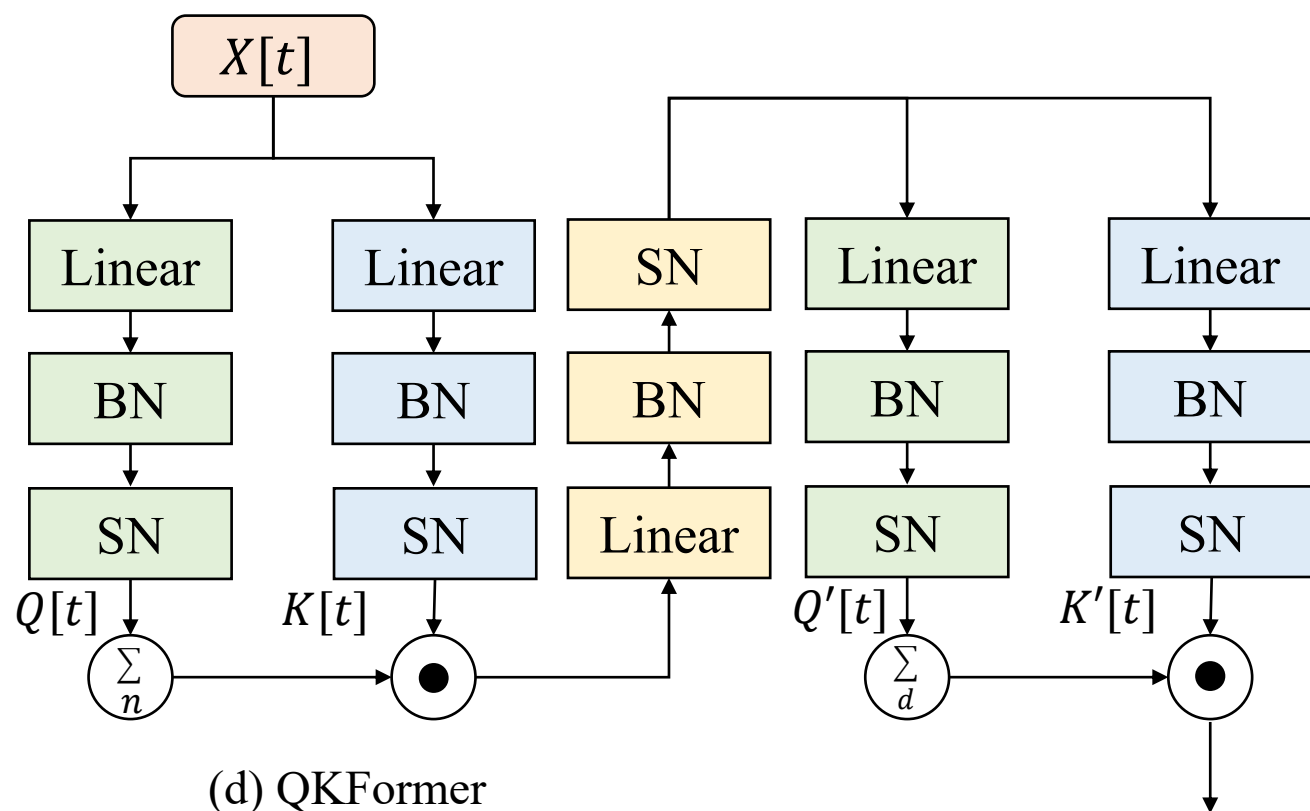 X[t]
Linear
BN
SN
Q[t]
∑
n
Linear
BN
SN
K[t]
SN
BN
Linear
Linear
BN
SN
Q′[t]
∑
d
Linear
BN
SN
K′[t]
(d) QKFormer